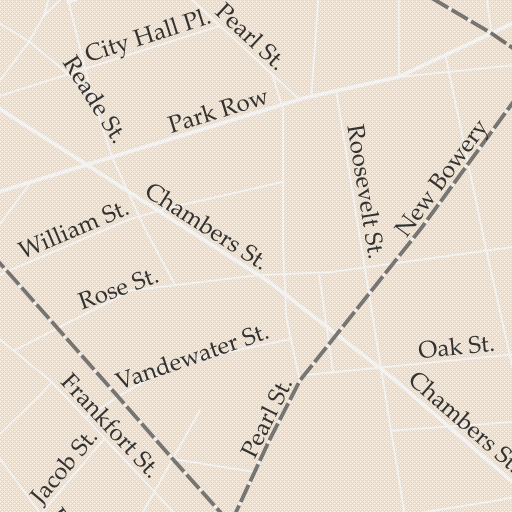 City Hall Pl.
Pearl St.
Reade St.
Park Row
Roosevelt St.
New Bowery
William St.
Chambers St.
Rose St.
Vandewater St.
Oak St.
Frankfort St.
Pearl St.
Chambers St.
Jacob St.